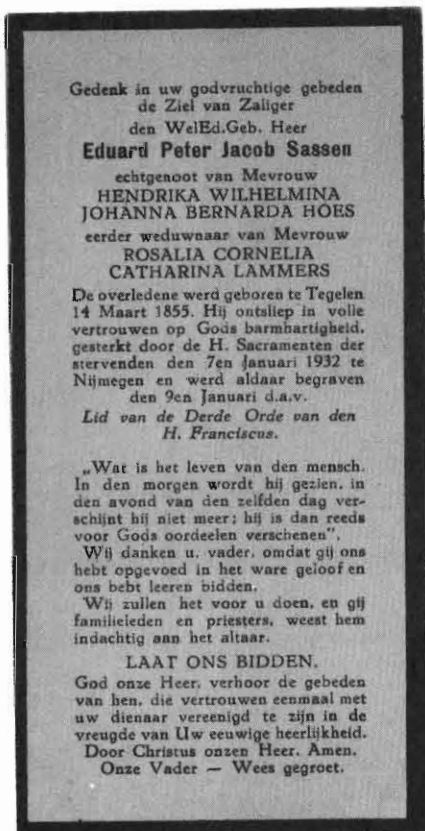 Gedenk in uw godvruchtige gebeden
de Ziel van Zaliger
den WelEd.Geb. Heer
Eduard Peter Jacob Sassen
echtgenoot van Mevrouw
HENDRIKA WILHELMINA
JOHANNA BERNARDA HOES
eerder weduwnaar van Mevrouw
ROSALIA CORNELIA
CATHARINA LAMMERS
De overledene werd geboren te Tegelen
14 Maart 1855. Hij ontsliep in volle
vertrouwen op Gods barmhartigheid,
gesterkt door de H. Sacramenten der
stervenden den 7en Januari 1932 te
Nijmegen en werd aldaar begraven
den 9en Januari d.a.v.
Lid van de Derde Orde van den
H. Franciscus.
„Wat is het leven van den mensch.
In den morgen wordt hij gezien, in
den avond van den zelfden dag ver-
schijnt hij niet meer; hij is dan reeds
voor Gods oordeelen verschenen".
Wij danken u, vader, omdat gij ons
hebt opgevoed in het ware geloof en
ons bebt leeren bidden.
Wij zullen het voor u doen, en gij
familieleden en priesters, weest hem
indachtig aan het altaar.
LAAT ONS BIDDEN.
God onze Heer, verhoor de gebeden
van hen, die vertrouwen eenmaal met
uw dienaar vereenigd te zijn in de
vreugde van Uw eeuwige heerlijkheid.
Door Christus onzen Heer. Amen.
Onze Vader — Wees gegroet.